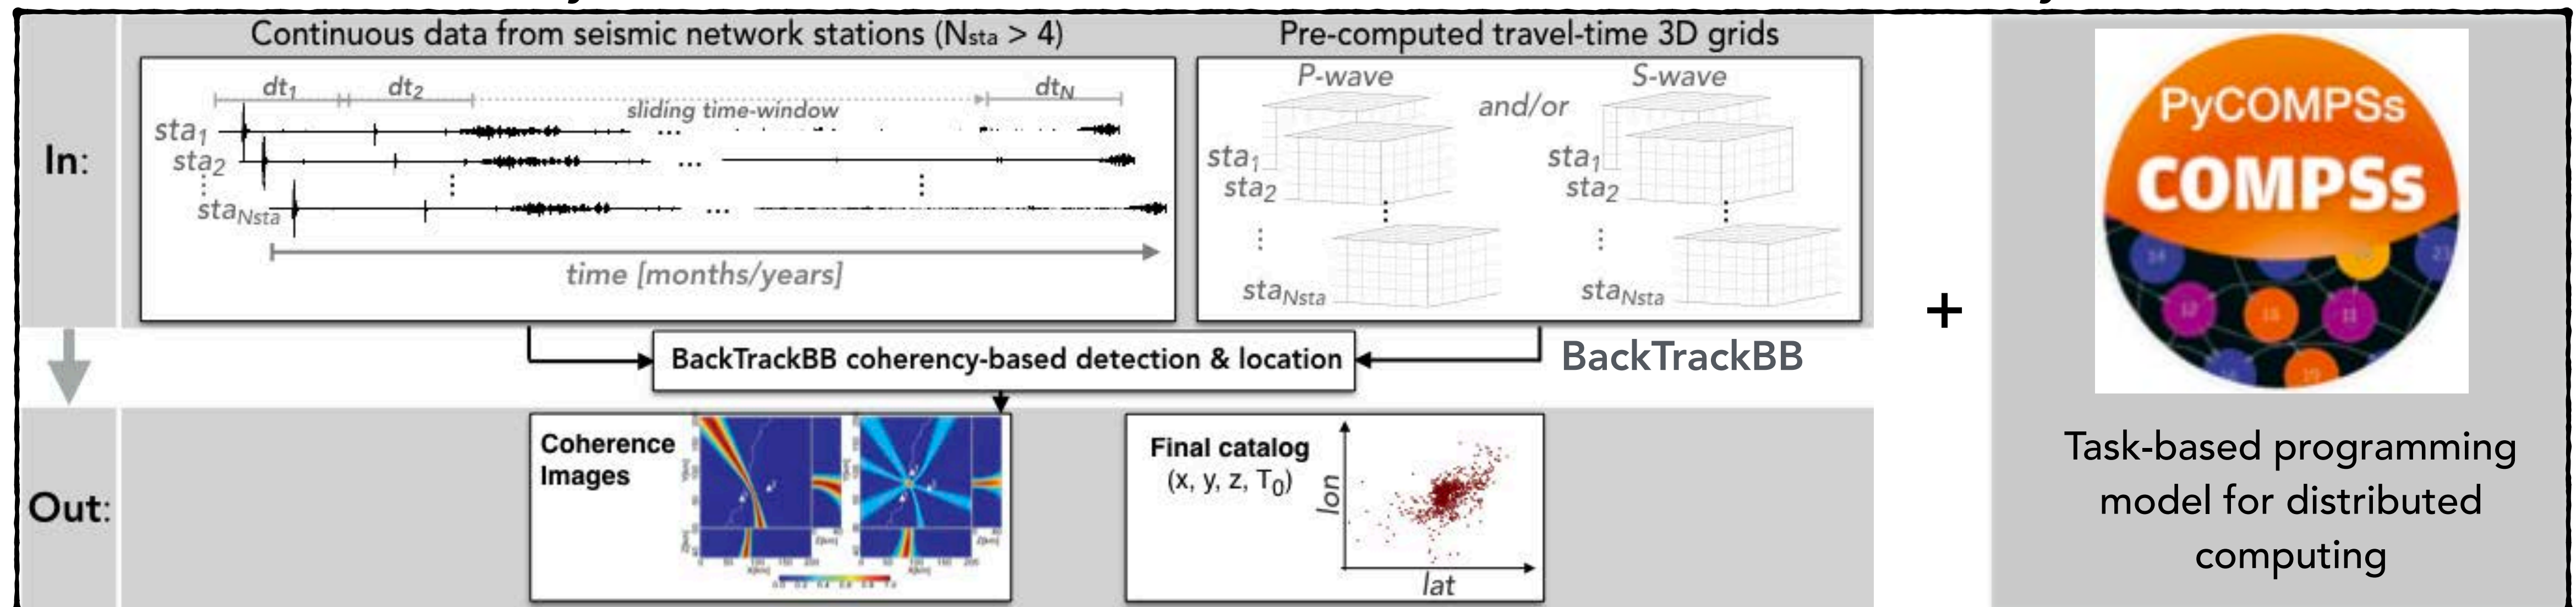 Continuous data from seismic network stations (Nsta > 4)
Pre-computed travel-time 3D grids
In:
dt1
dt2
dtN
sliding time-window
sta1
sta2
staNsta
...
...
...
time [months/years]
P-wave
and/or
S-wave
sta1
sta2
staNsta
sta1
sta2
staNsta
BackTrackBB coherency-based detection & location
BackTrackBB
+
PyCOMPSs
COMPSs
Task-based programming
model for distributed
computing
Out:
Coherence
Images
Final catalog
(x, y, z, T0)
lon
lat